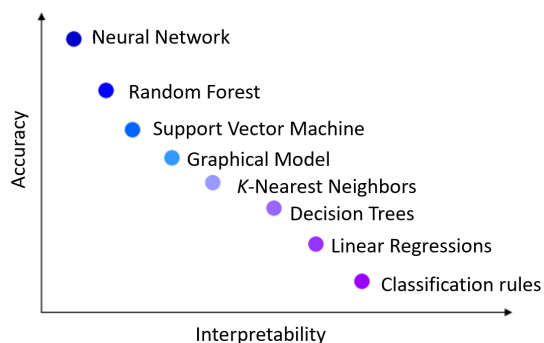 Neural Network
Random Forest
Support Vector Machine
Graphical Model
K-Nearest Neighbors
Decision Trees
Linear Regressions
Classification rules
Accuracy
Interpretability